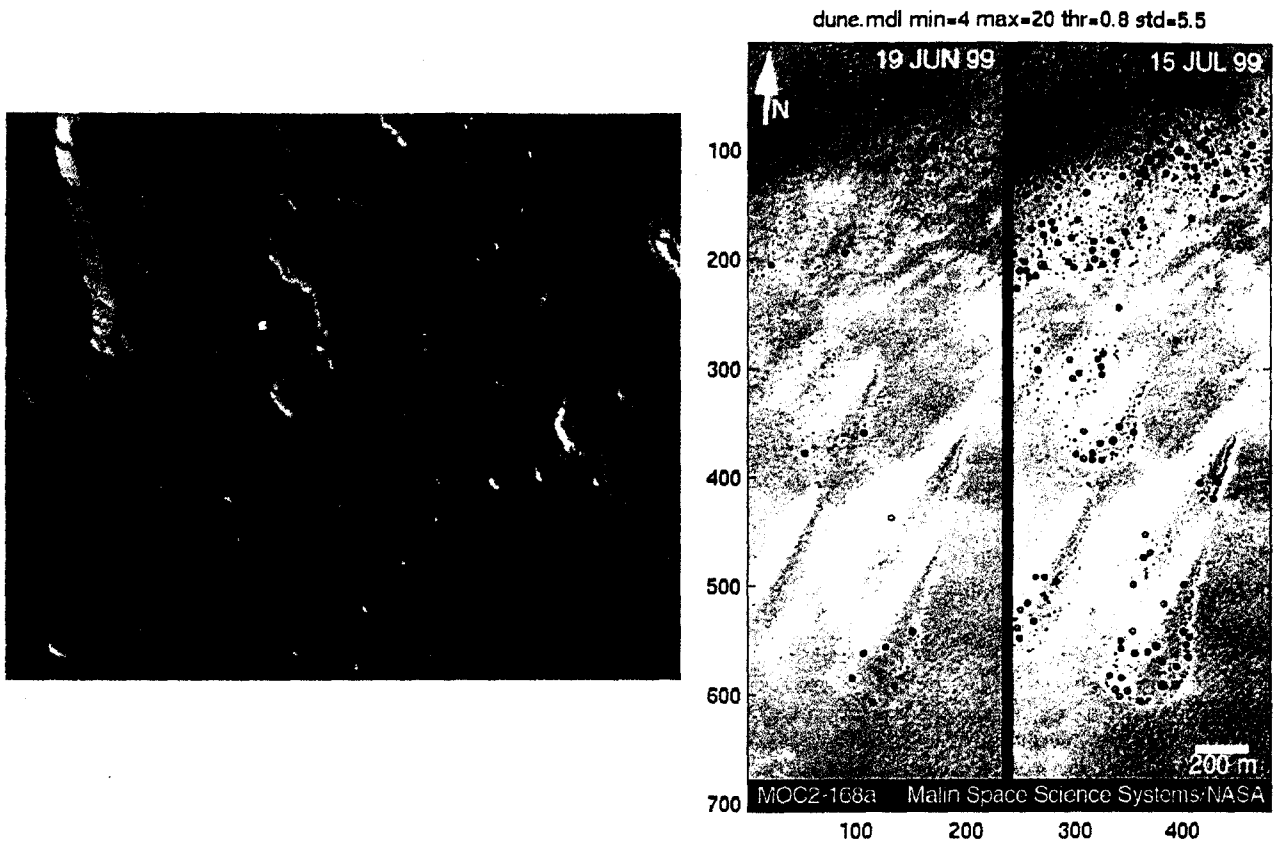 dune.mdl min=4 max=20 thr=0.8 std=5.5
19 JUN 99
15 JUL 99
N
100
200
300
400
500
600
700
200 m
MOC2-168a Malin Space Science Systems/NASA
100 200 300 400